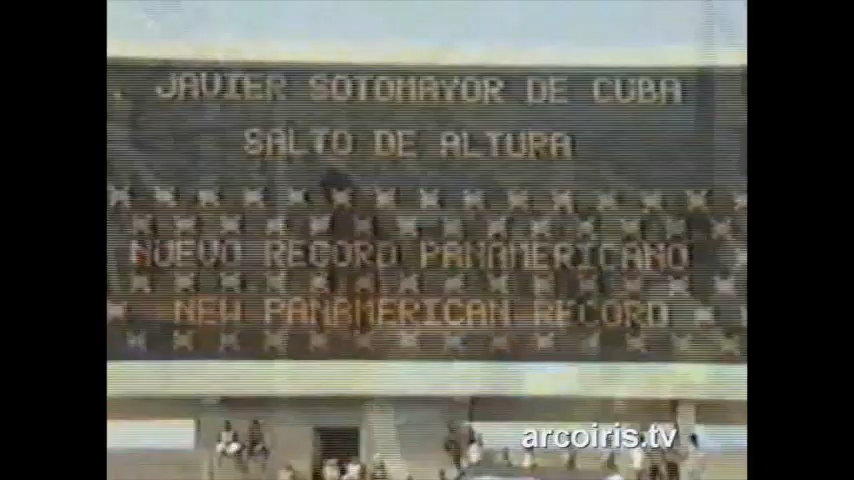 JAVIER SOTOMAYOR DE CUBA
SALTO DE ALTURA
NUEVO RECORD PANAMERICANO
NEW PANAMERICAN RECORD
arcoiris.tv